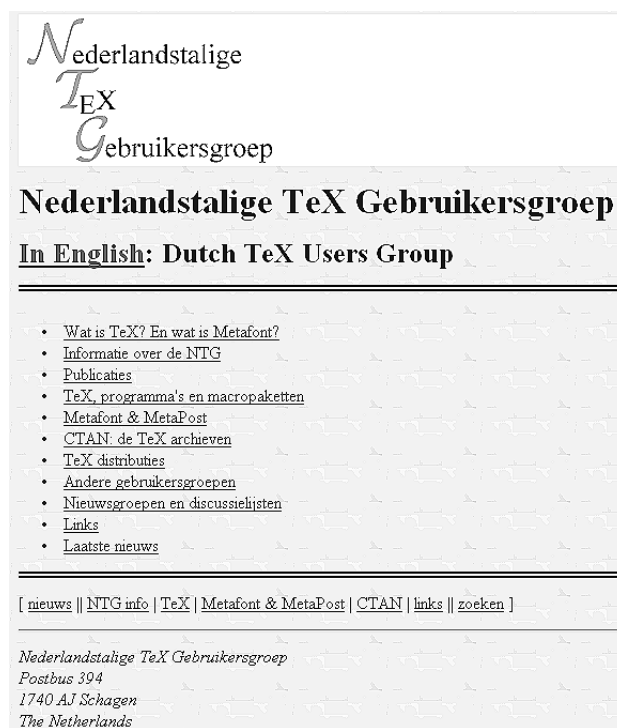 Nederlandstalige
TEX
Gebruikersgroep
Nederlandstalige TeX Gebruikersgroep
In English: Dutch TeX Users Group
• Wat is TeX? En wat is Metafont?
• Informatie over de NTG
• Publicaties
• TeX, programma's en macropaketten
• Metafont & MetaPost
• CTAN: de TeX archieven
• TeX distributies
• Andere gebruikersgroepen
• Nieuwsgroepen en discussielijsten
• Links
• Laatste nieuws
[ nieuws || NTG info | TeX | Metafont & MetaPost | CTAN | links || zoeken ]
Nederlandstalige TeX Gebruikersgroep
Postbus 394
1740 AJ Schagen
The Netherlands